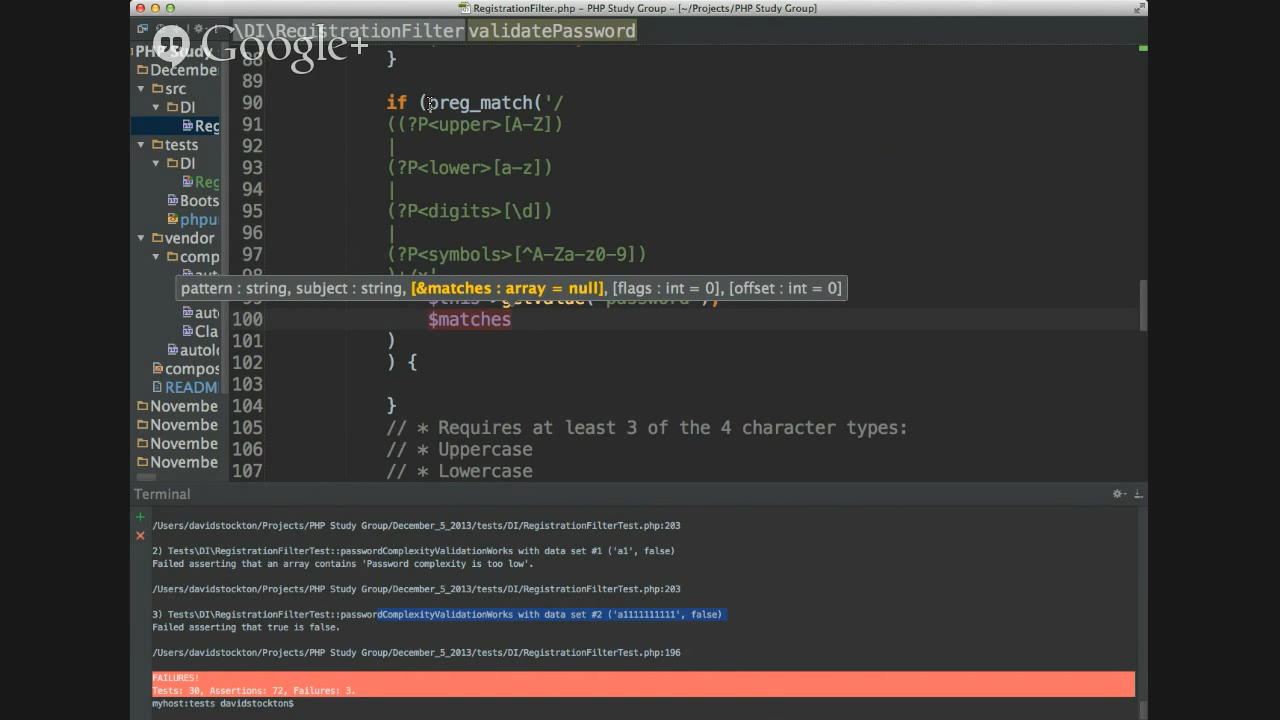 RegistrationFilter.php - PHP Study Group - [~/Projects/PHP Study Group]
\DI\RegistrationFilter validatePassword
Google+
PHP Study
December
src
DI
Reg
tests
DI
Reg
Boots
phpu
vendor
comp
auto
Cla
autolo
compos
README
Novembe
Novembe
Novembe
Novembe
88 }
89
90 if (preg_match('/
91 ((?P<upper>[A-Z])
92 |
93 (?P<lower>[a-z])
94 |
95 (?P<digits>[\d])
96 |
97 (?P<symbols>[^A-Za-z0-9])
98 )+/x'
pattern : string, subject : string, [&matches : array = null], [flags : int = 0], [offset : int = 0]
100 $matches
101 )
102 ) {
103
104 }
105 // * Requires at least 3 of the 4 character types:
106 // * Uppercase
107 // * Lowercase
Terminal
/Users/davidstockton/Projects/PHP Study Group/December_5_2013/tests/DI/RegistrationFilterTest.php:203
2) Tests\DI\RegistrationFilterTest::passwordComplexityValidationWorks with data set #1 ('a1', false)
Failed asserting that an array contains 'Password complexity is too low'.
/Users/davidstockton/Projects/PHP Study Group/December_5_2013/tests/DI/RegistrationFilterTest.php:203
3) Tests\DI\RegistrationFilterTest::passwordComplexityValidationWorks with data set #2 ('a1111111111', false)
Failed asserting that true is false.
/Users/davidstockton/Projects/PHP Study Group/December_5_2013/tests/DI/RegistrationFilterTest.php:196
FAILURES!
Tests: 30, Assertions: 72, Failures: 3.
myhost:tests davidstockton$